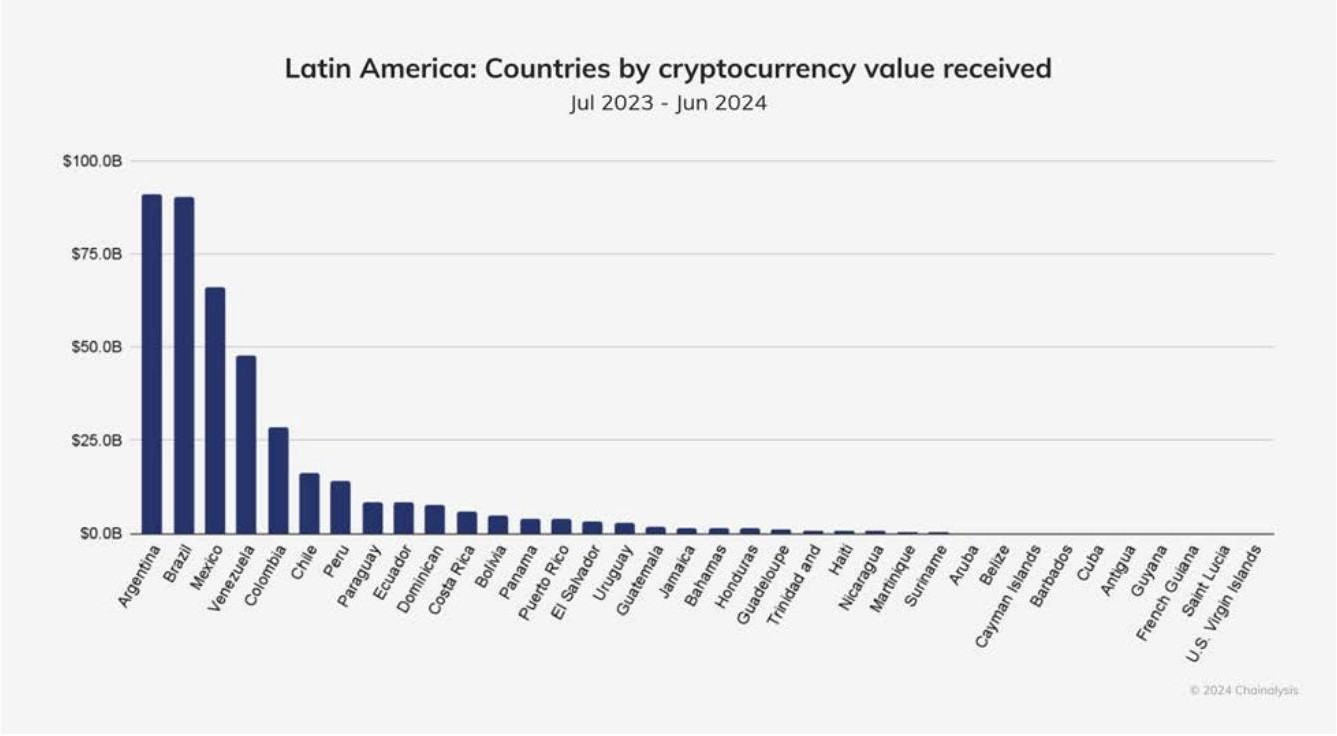 Latin America: Countries by cryptocurrency value received
Jul 2023 - Jun 2024
$100.0B
$75.0B
$50.0B
$25.0B
$0.0B
Argentina
Brazil
Mexico
Venezuela
Colombia
Chile
Peru
Paraguay
Ecuador
Dominican
Costa Rica
Bolivia
Panama
Puerto Rico
El Salvador
Uruguay
Guatemala
Jamaica
Bahamas
Honduras
Guadeloupe
Trinidad and
Haiti
Nicaragua
Martinique
Suriname
Aruba
Belize
Cayman Islands
Barbados
Cuba
Antigua
Guyana
French Guiana
Saint Lucia
U.S. Virgin Islands
© 2024 Chainalysis